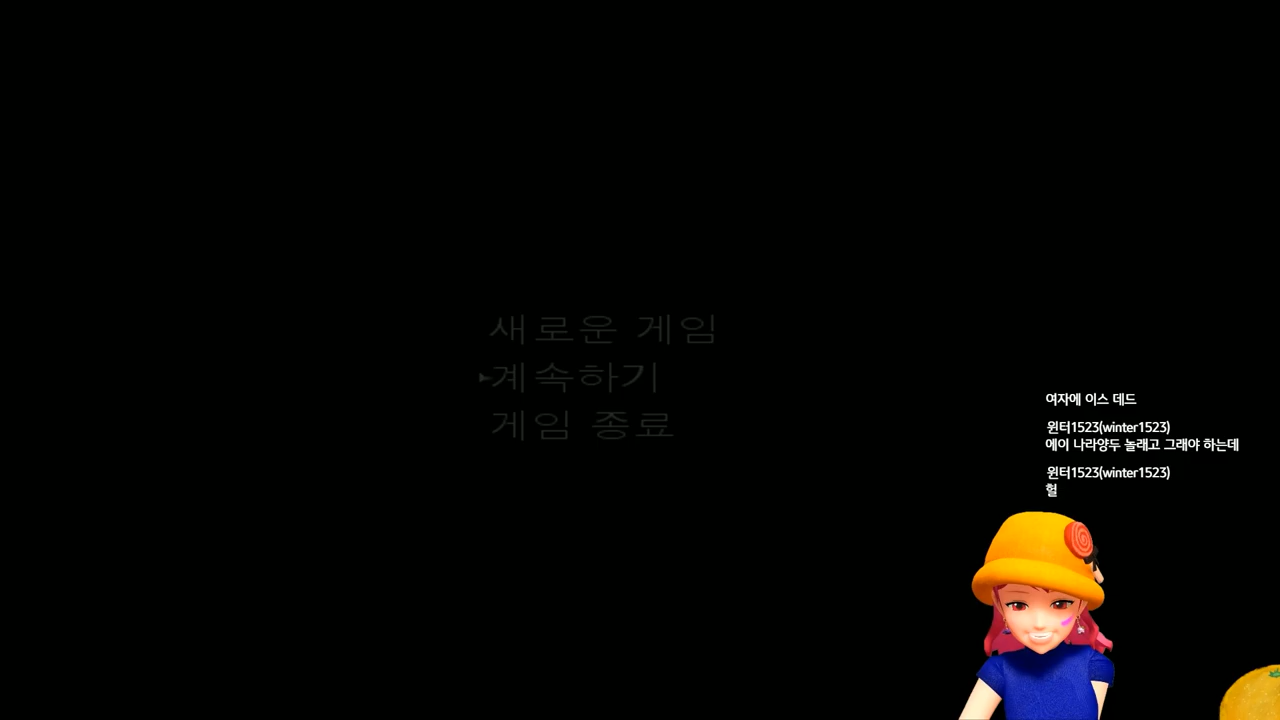 새로운 게임
▸계속하기
게임 종료
여자에 이스 데드
윈터1523(winter1523)
에이 나라양두 놀래고 그래야 하는데
윈터1523(winter1523)
헐